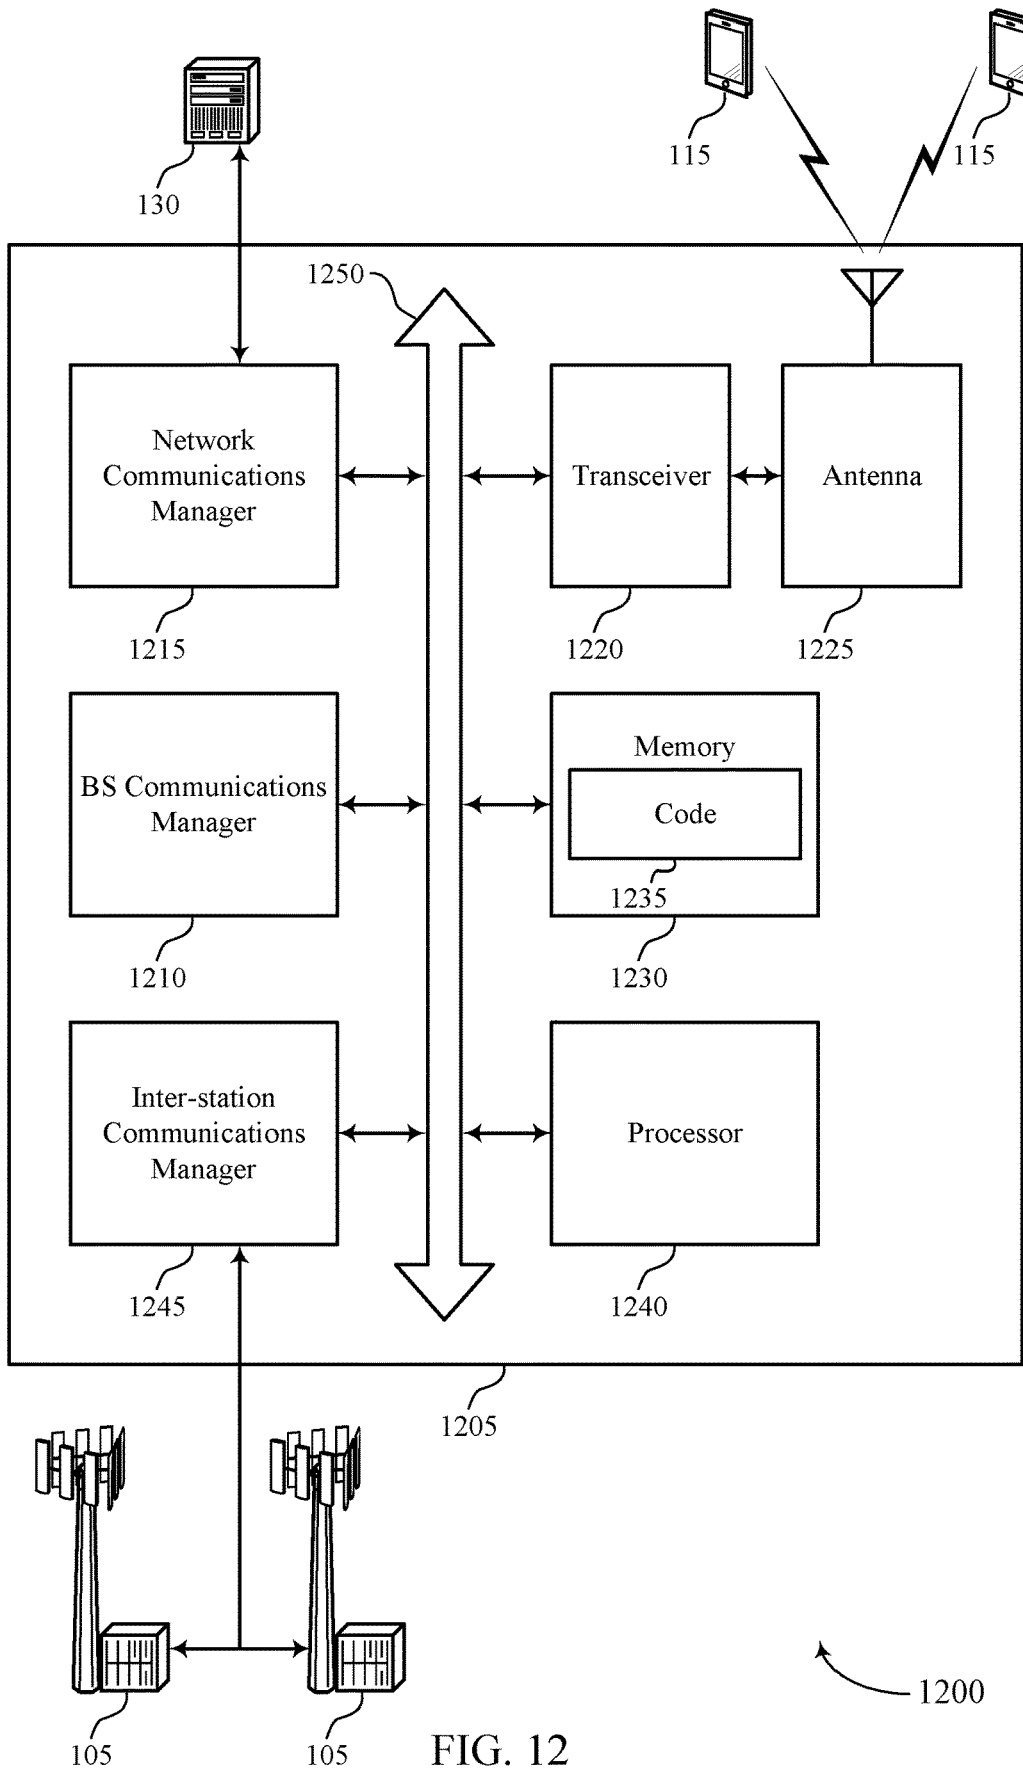 130
115
115
1250
Network
Communications
Manager
Transceiver
Antenna
1215
1220
1225
BS Communications
Manager
Memory
Code
1235
1210
1230
Inter-station
Communications
Manager
Processor
1245
1240
1205
1200
105
105
FIG. 12